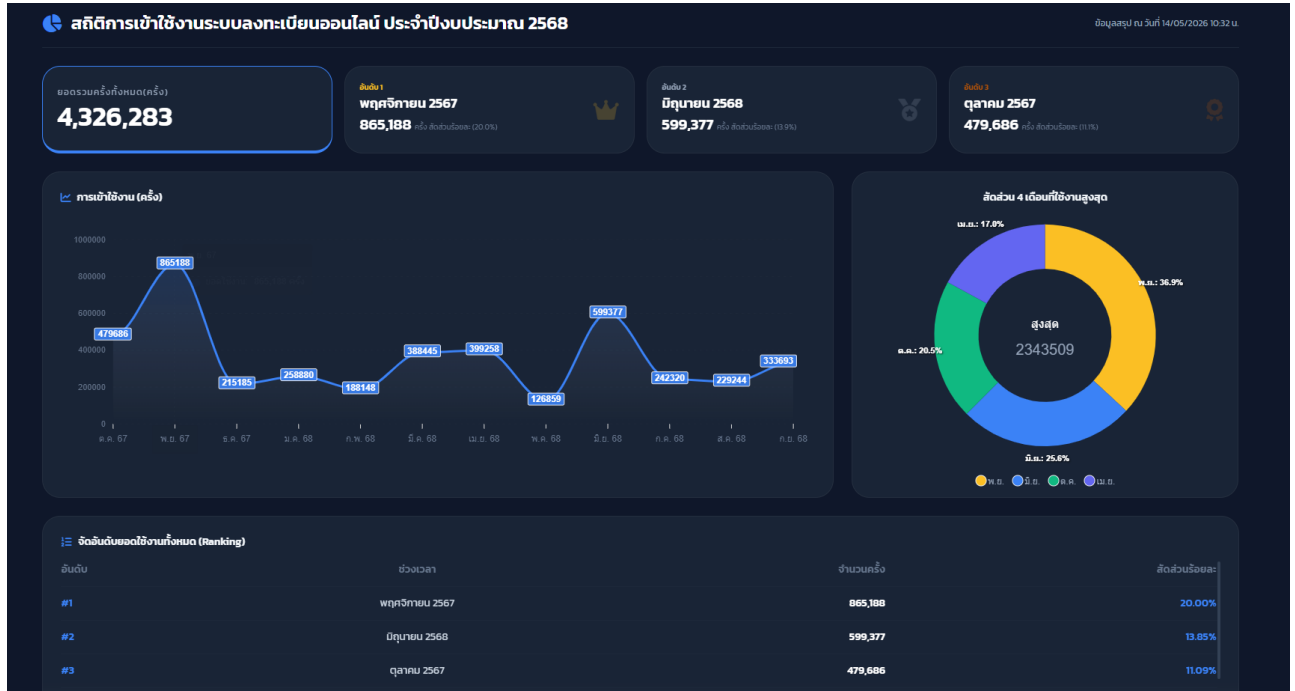 สถิติการเข้าใช้งานระบบลงทะเบียนออนไลน์ ประจำปีงบประมาณ 2568
ข้อมูลสรุป ณ วันที่ 14/05/2026 10:32 น.
ยอดรวมครั้งทั้งหมด(ครั้ง)
4,326,283
อันดับ 1
พฤศจิกายน 2567
865,188 ครั้ง สัดส่วนร้อยละ (20.0%)
อันดับ 2
มิถุนายน 2568
599,377 ครั้ง สัดส่วนร้อยละ (13.9%)
อันดับ 3
ตุลาคม 2567
479,686 ครั้ง สัดส่วนร้อยละ (11.1%)
การเข้าใช้งาน (ครั้ง)
1000000
800000
600000
400000
200000
0
479686
865188
215185
258880
188148
388445
399258
126859
599377
242320
229244
333693
ต.ค. 67
พ.ย. 67
ธ.ค. 67
ม.ค. 68
ก.พ. 68
มี.ค. 68
เม.ย. 68
พ.ค. 68
มิ.ย. 68
ก.ค. 68
ส.ค. 68
ก.ย. 68
สัดส่วน 4 เดือนที่ใช้งานสูงสุด
เม.ย.: 17.0%
พ.ย.: 36.9%
ต.ค.: 20.5%
มิ.ย.: 25.6%
สูงสุด
2343509
พ.ย. มิ.ย. ต.ค. เม.ย.
จัดอันดับยอดใช้งานทั้งหมด (Ranking)
อันดับ ช่วงเวลา จำนวนครั้ง สัดส่วนร้อยละ
#1 พฤศจิกายน 2567 865,188 20.00%
#2 มิถุนายน 2568 599,377 13.85%
#3 ตุลาคม 2567 479,686 11.09%